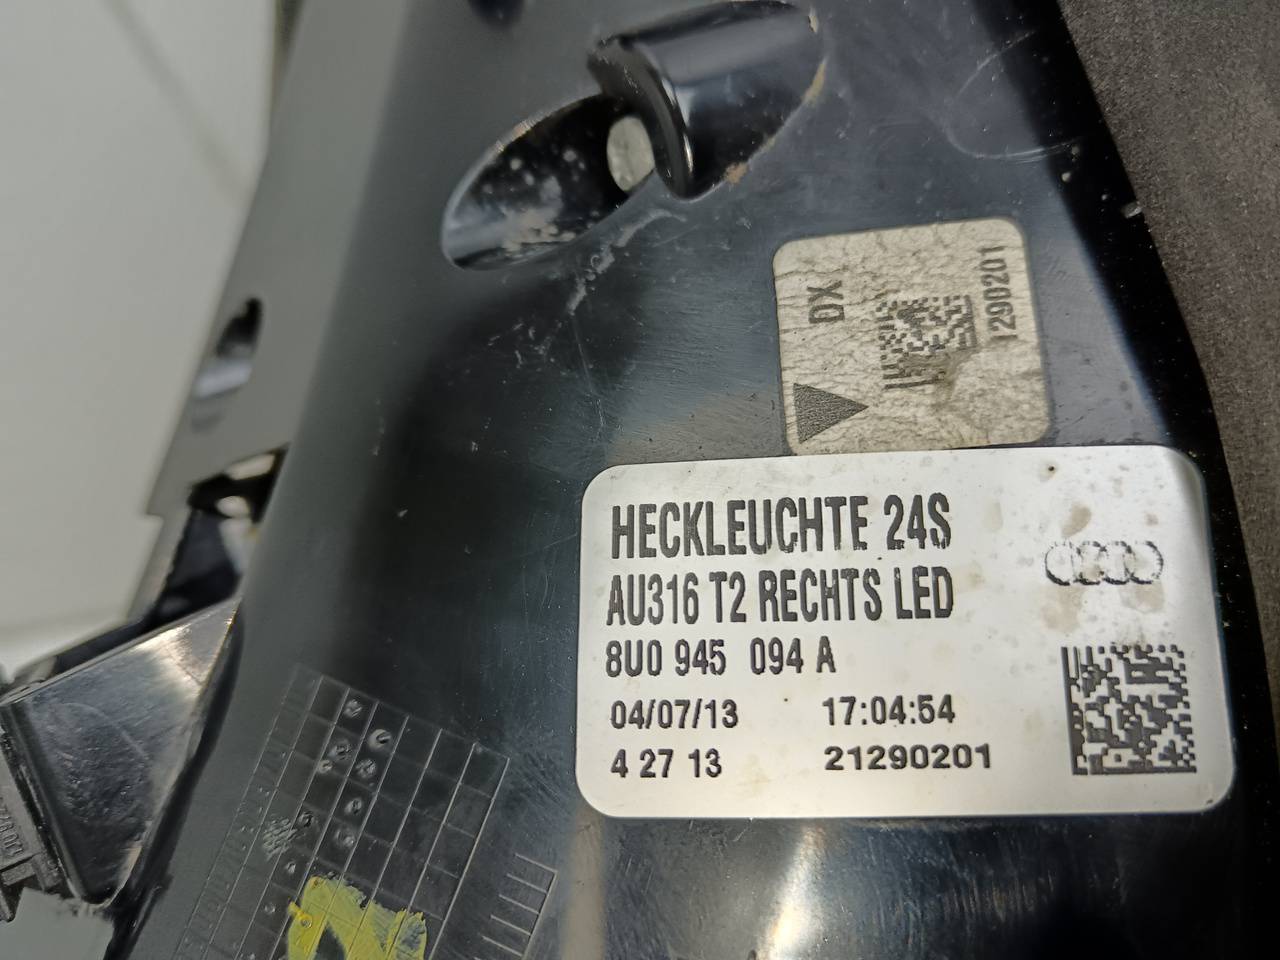 DX
1290201
HECKLEUCHTE 24S
AU316 T2 RECHTS LED
8U0 945 094 A
04/07/13 17:04:54
4 27 13 21290201